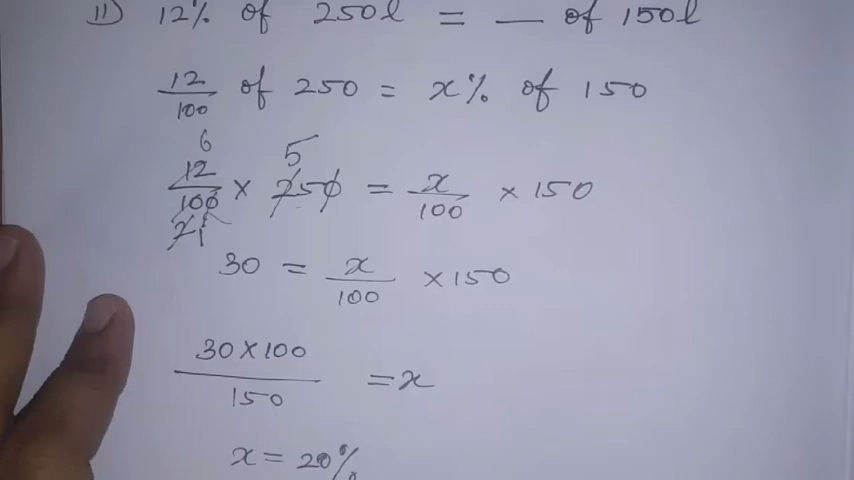 11) 12% of 250l = __ of 150l
12/100 of 250 = x% of 150
6 5
12/100 × 250 = x/100 × 150
2 1
30 = x/100 × 150
30×100/150 = x
x = 20%